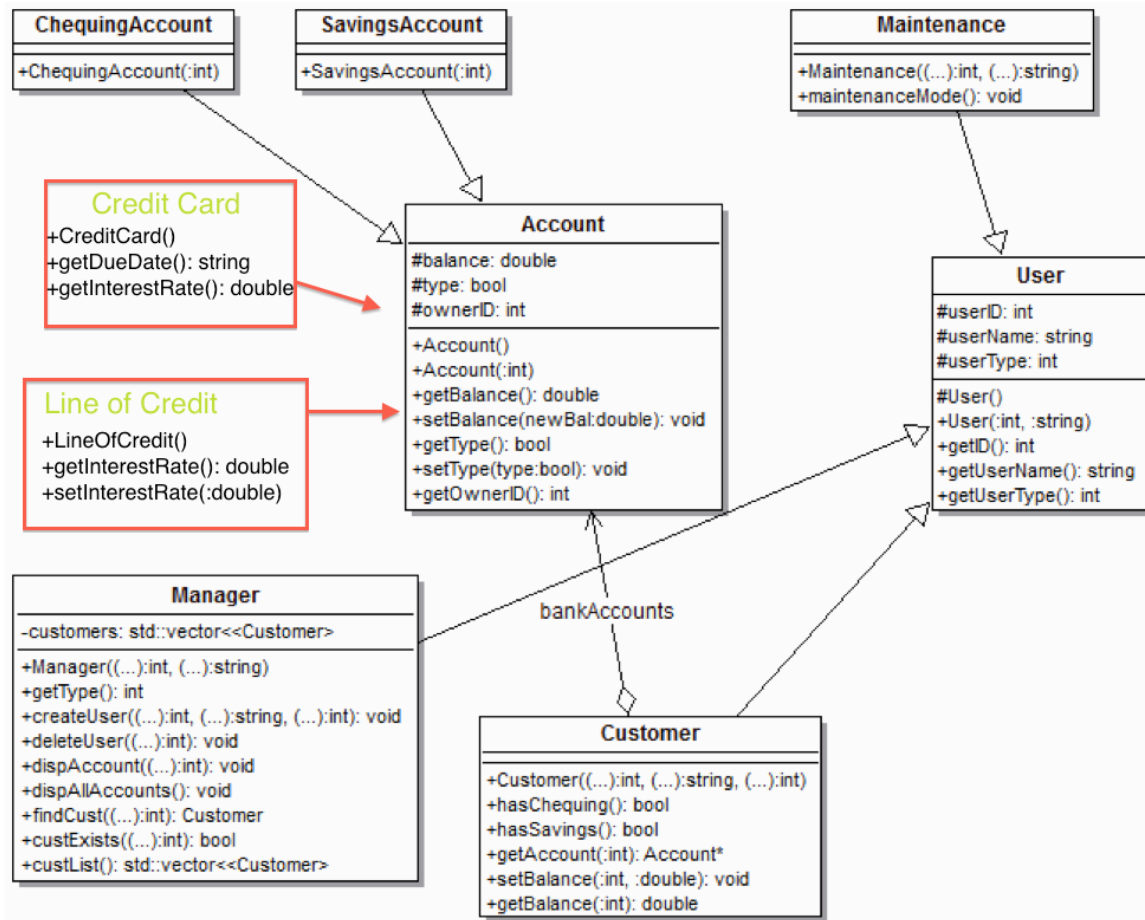 ChequingAccount
+ChequingAccount(:int)
SavingsAccount
+SavingsAccount(:int)
Maintenance
+Maintenance((...):int, (...):string)
+maintenanceMode(): void
Credit Card
+CreditCard()
+getDueDate(): string
+getInterestRate(): double
Account
#balance: double
#type: bool
#ownerID: int
+Account()
+Account(:int)
+getBalance(): double
+setBalance(newBal:double): void
+getType(): bool
+setType(type:bool): void
+getOwnerID(): int
User
#userID: int
#userName: string
#userType: int
#User()
+User(:int, :string)
+getID(): int
+getUserName(): string
+getUserType(): int
Line of Credit
+LineOfCredit()
+getInterestRate(): double
+setInterestRate(:double)
bankAccounts
Manager
-customers: std::vector<<Customer>
+Manager((...):int, (...):string)
+getType(): int
+createUser((...):int, (...):string, (...):int): void
+deleteUser((...):int): void
+dispAccount((...):int): void
+dispAllAccounts(): void
+findCust((...):int): Customer
+custExists((...):int): bool
+custList(): std::vector<<Customer>
Customer
+Customer((...):int, (...):string, (...):int)
+hasChequing(): bool
+hasSavings(): bool
+getAccount(:int): Account*
+setBalance(:int, :double): void
+getBalance(:int): double